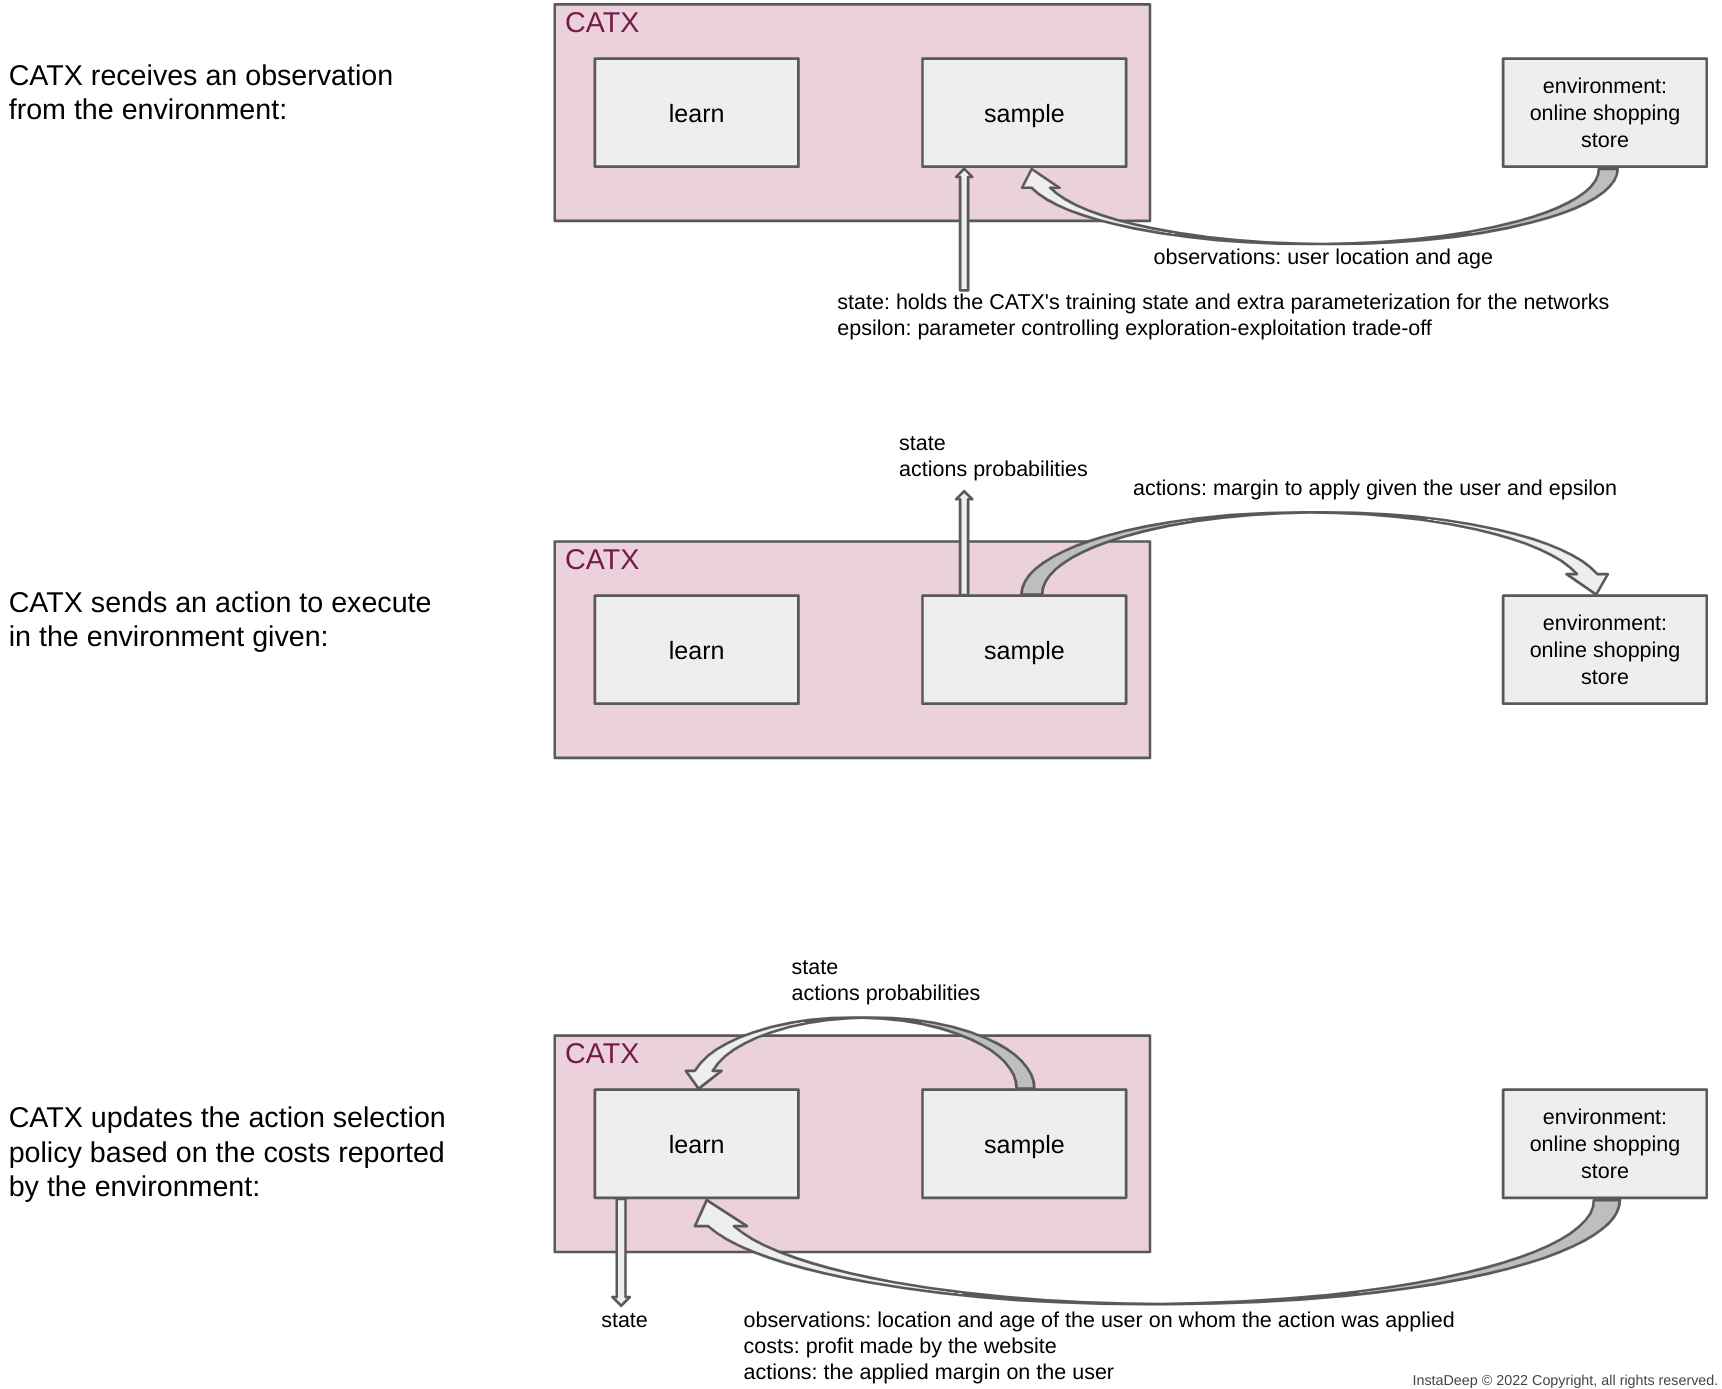 CATX
CATX receives an observation
from the environment:
learn
sample
environment:
online shopping
store
observations: user location and age
state: holds the CATX's training state and extra parameterization for the networks
epsilon: parameter controlling exploration-exploitation trade-off
state
actions probabilities
actions: margin to apply given the user and epsilon
CATX
CATX sends an action to execute
in the environment given:
learn
sample
environment:
online shopping
store
state
actions probabilities
CATX
CATX updates the action selection
policy based on the costs reported
by the environment:
learn
sample
environment:
online shopping
store
state
observations: location and age of the user on whom the action was applied
costs: profit made by the website
actions: the applied margin on the user
InstaDeep © 2022 Copyright, all rights reserved.